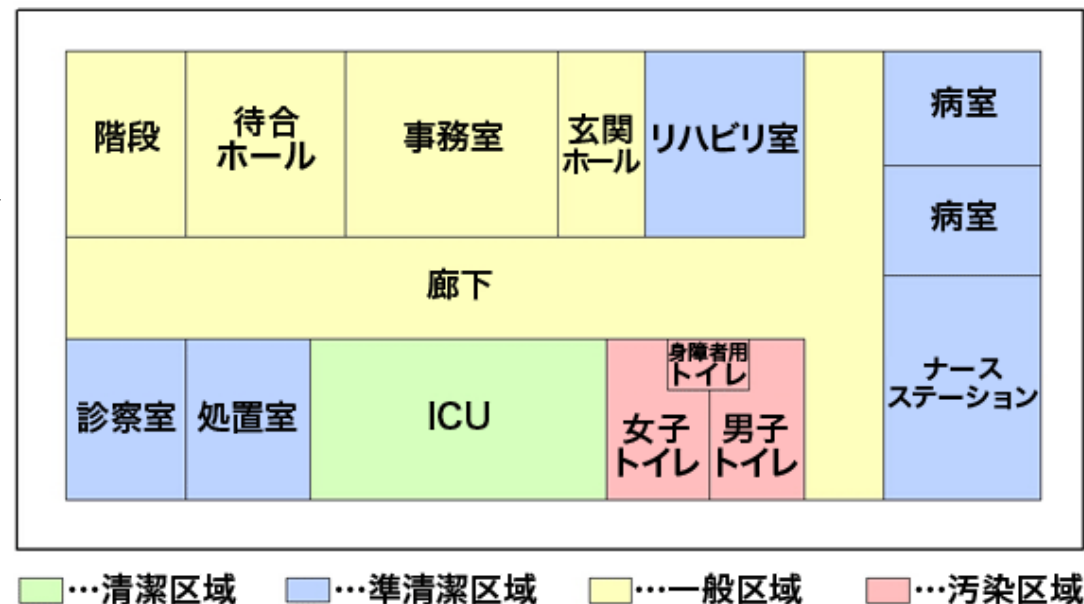 階段
待合
ホール
事務室
玄関
ホール
リハビリ室
病室
病室
廊下
診察室
処置室
ICU
身障者用
トイレ
女子
トイレ
男子
トイレ
ナース
ステーション
…清潔区域
…準清潔区域
…一般区域
…汚染区域